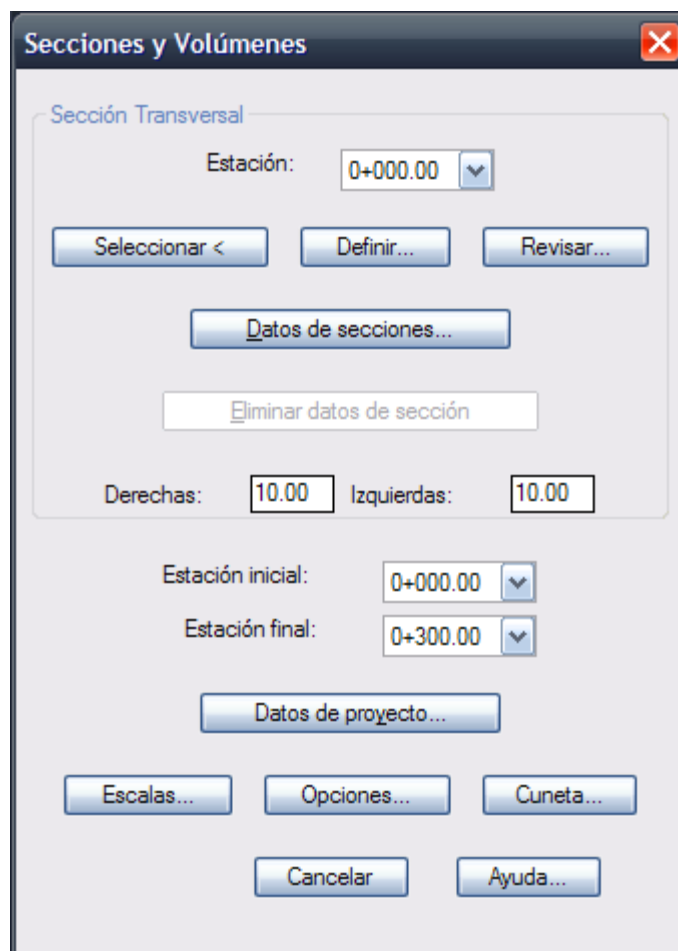 Secciones y Volúmenes
Sección Transversal
Estación: 0+000.00
Seleccionar < Definir... Revisar...
Datos de secciones...
Eliminar datos de sección
Derechas: 10.00 Izquierdas: 10.00
Estación inicial: 0+000.00
Estación final: 0+300.00
Datos de proyecto...
Escalas... Opciones... Cuneta...
Cancelar Ayuda...